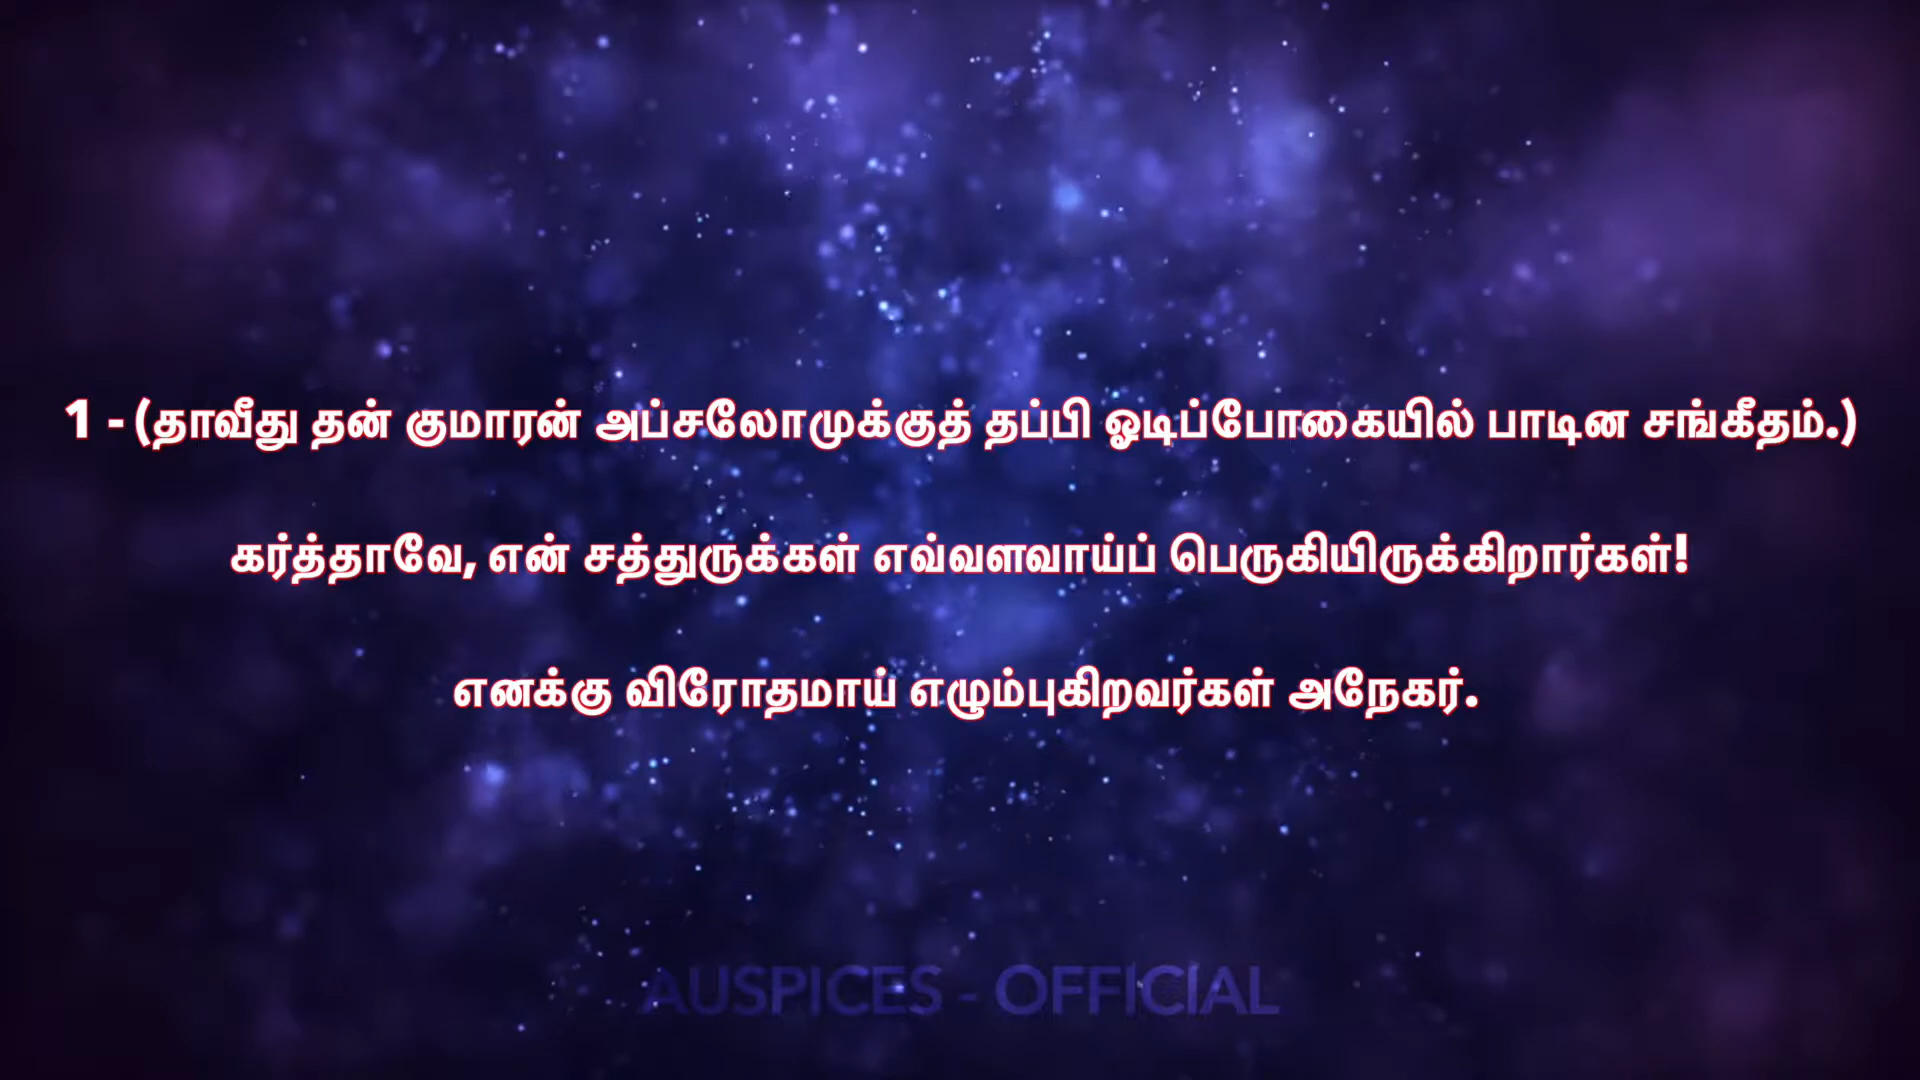 1 - (தாவீது தன் குமாரன் அப்சலோமுக்குத் தப்பி ஓடிப்போகையில் பாடின சங்கீதம்.)
கர்த்தாவே, என் சத்துருக்கள் எவ்வளவாய்ப் பெருகியிருக்கிறார்கள்!
எனக்கு விரோதமாய் எழும்புகிறவர்கள் அநேகர்.
AUSPICES - OFFICIAL